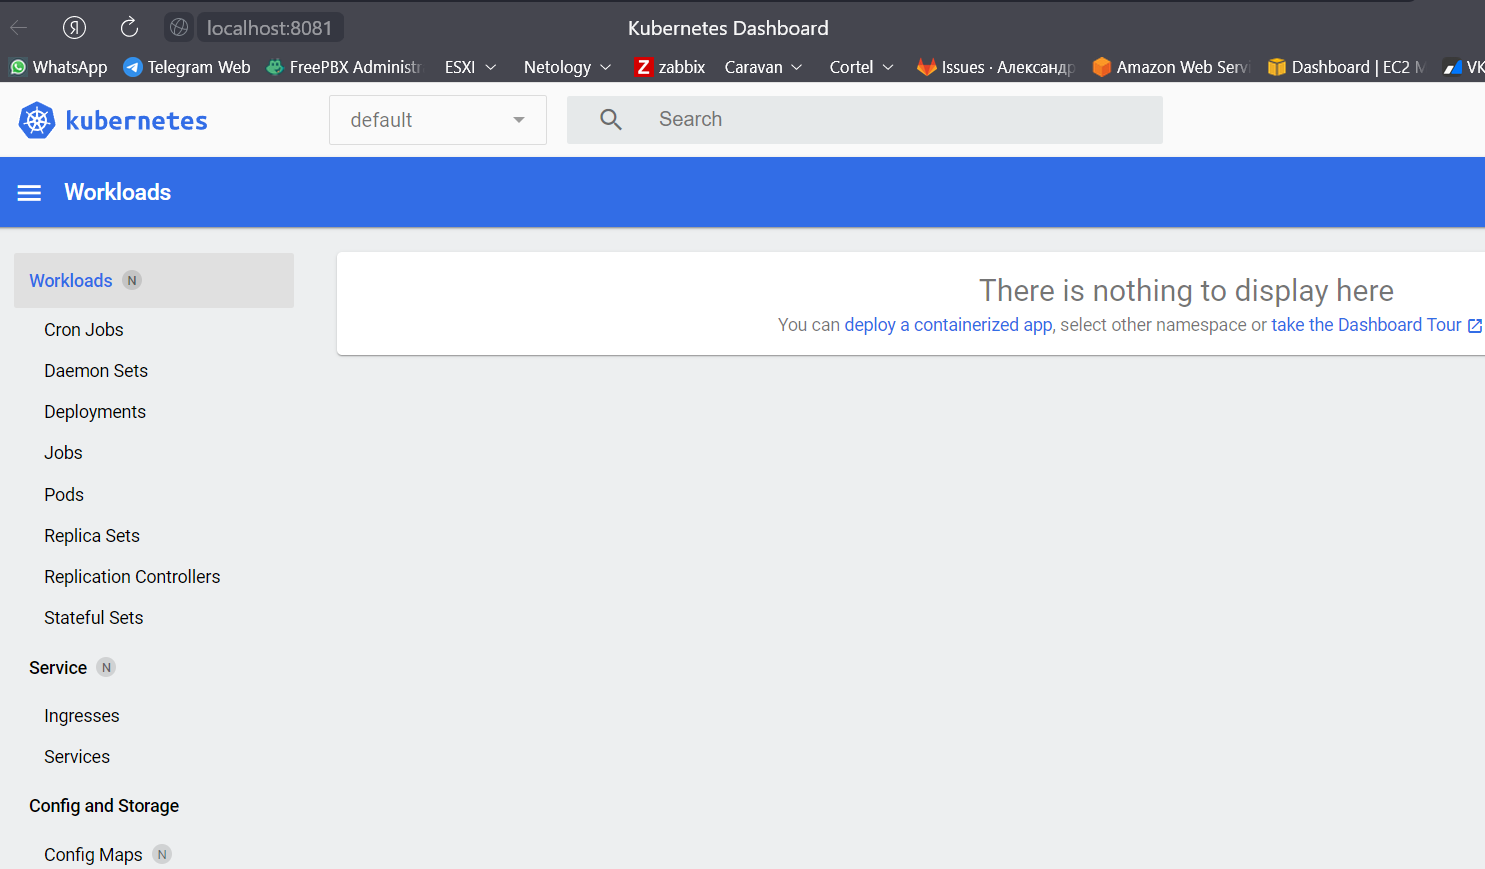 Я localhost:8081 Kubernetes Dashboard
WhatsApp Telegram Web FreePBX Administr ESXI Netology zabbix Caravan Cortel Issues · Александр Amazon Web Servi Dashboard | EC2 M VK
kubernetes default Search
Workloads
Workloads N
There is nothing to display here
You can deploy a containerized app, select other namespace or take the Dashboard Tour
Cron Jobs
Daemon Sets
Deployments
Jobs
Pods
Replica Sets
Replication Controllers
Stateful Sets
Service N
Ingresses
Services
Config and Storage
Config Maps N